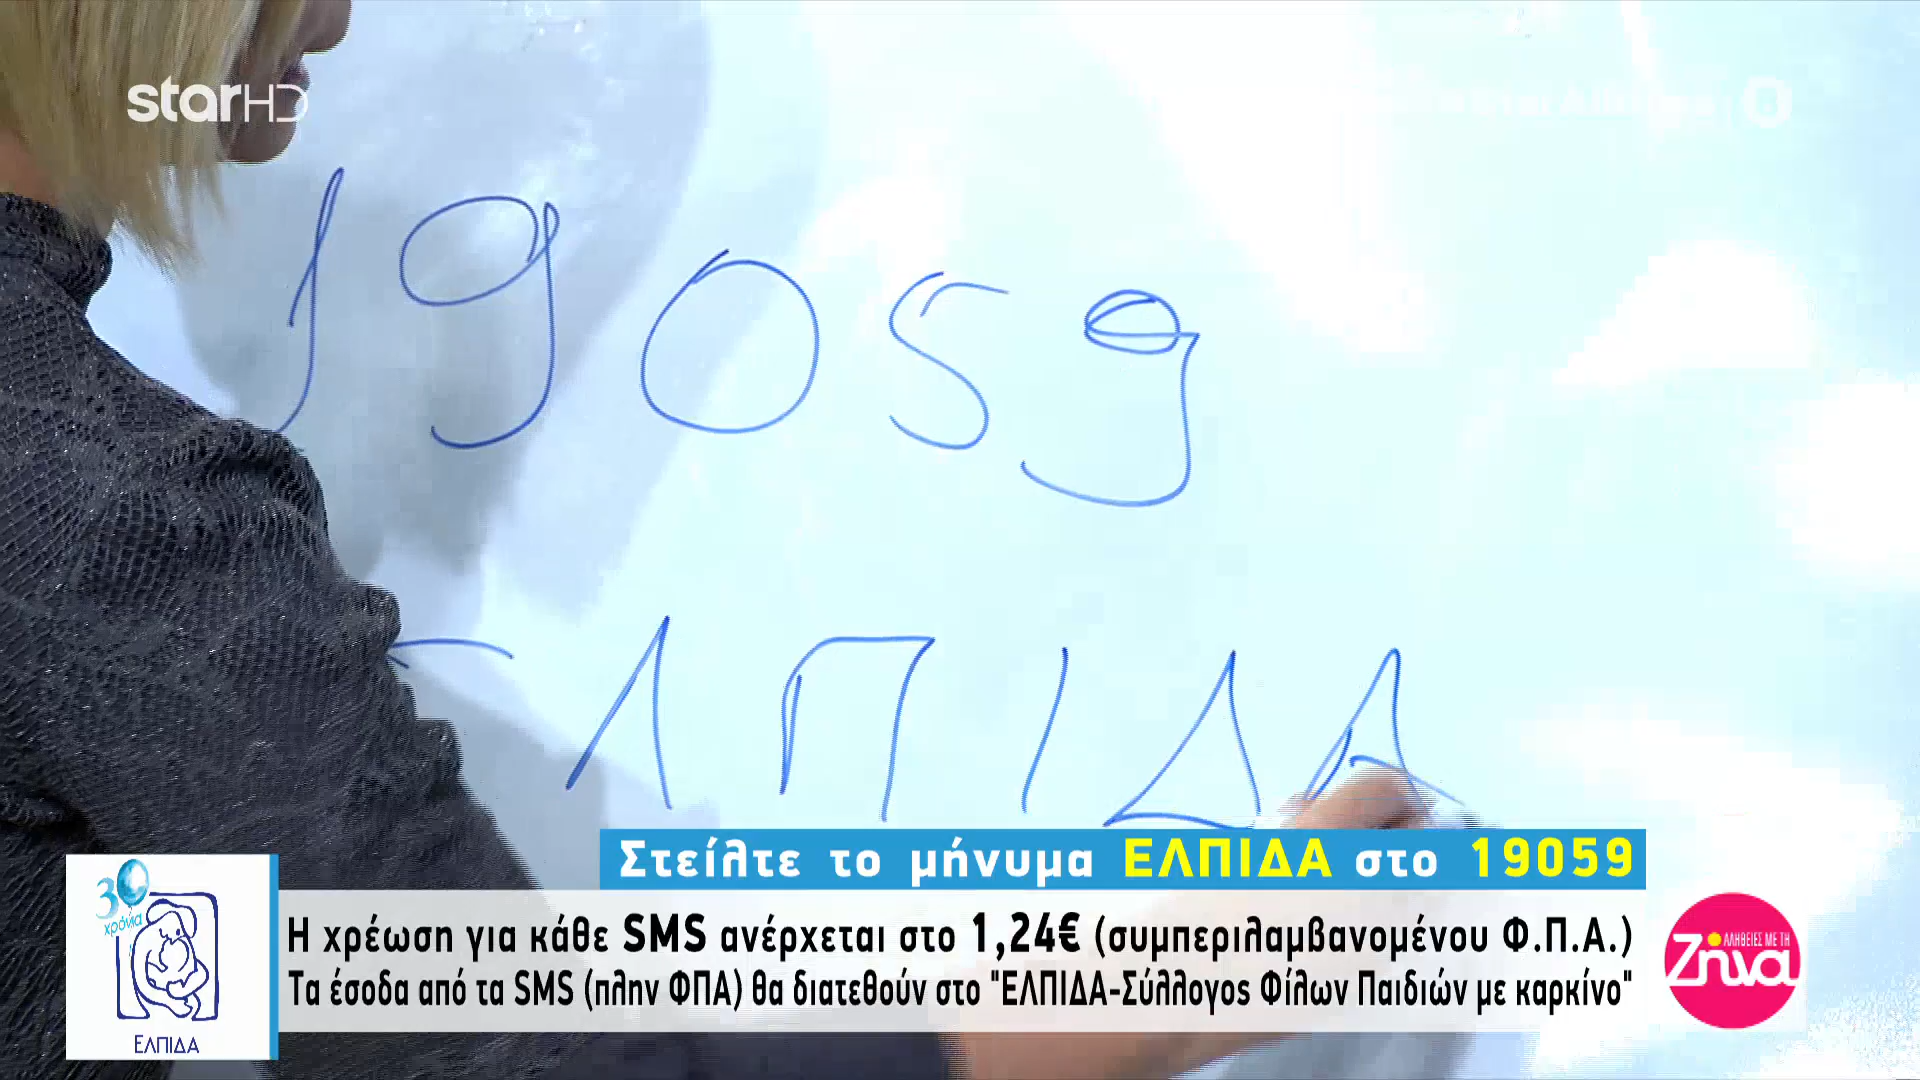 starHD
19059
ΕΛΠΙΔΑ
Στείλτε το μήνυμα ΕΛΠΙΔΑ στο 19059
30
χρόνια
ΕΛΠΙΔΑ
Η χρέωση για κάθε SMS ανέρχεται στο 1,24€ (συμπεριλαμβανομένου Φ.Π.Α.)
Τα έσοδα από τα SMS (πλην ΦΠΑ) θα διατεθούν στο "ΕΛΠΙΔΑ-Σύλλογος Φίλων Παιδιών με καρκίνο"
ΑΛΗΘΕΙΕΣ ΜΕ ΤΗ
Ζήνα